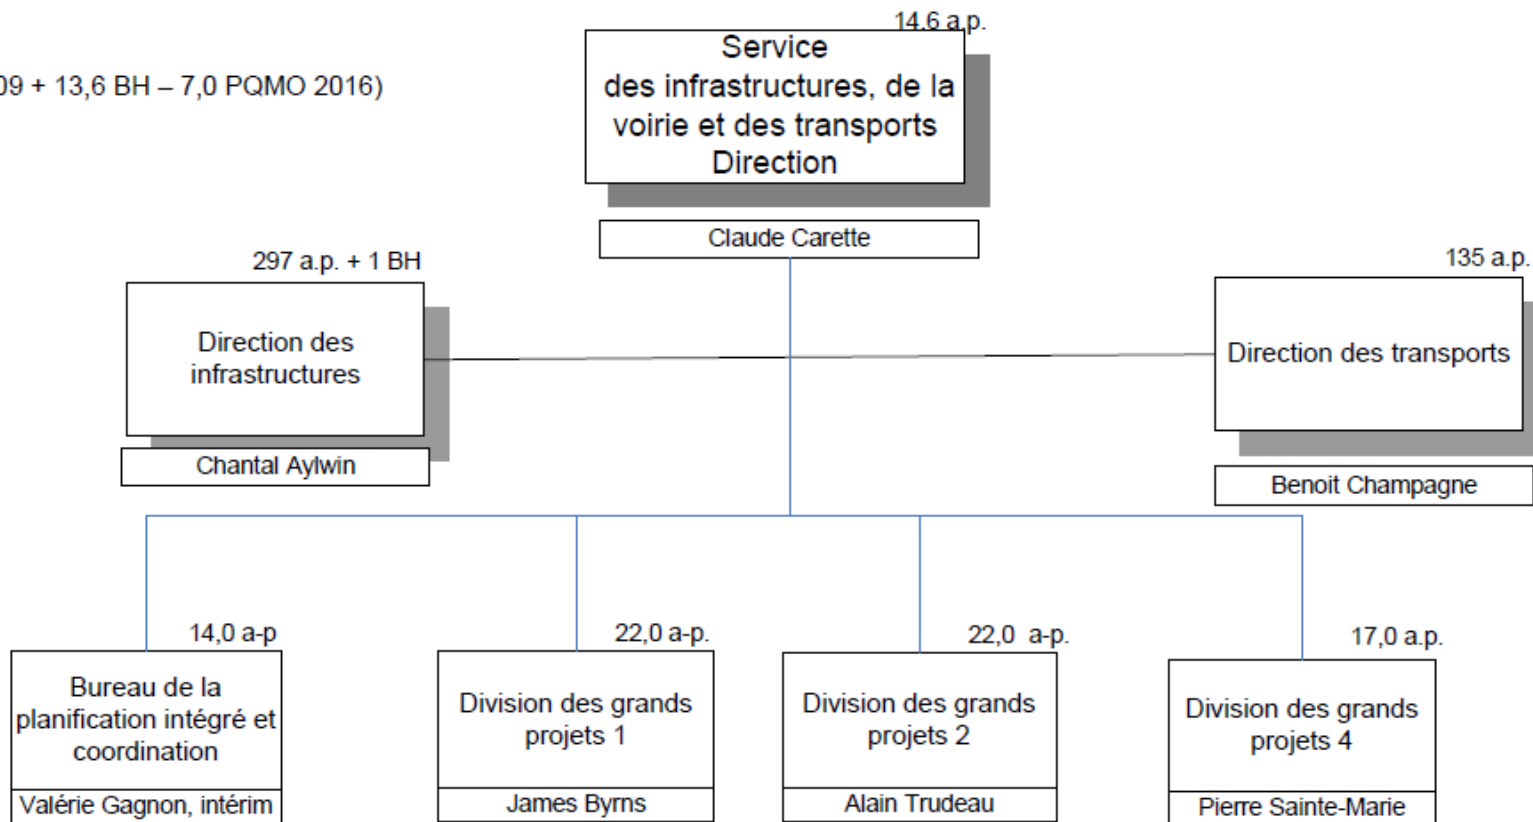 14,6 a.p.
Service
des infrastructures, de la
voirie et des transports
Direction
09 + 13,6 BH – 7,0 PQMO 2016)
Claude Carette
297 a.p. + 1 BH
135 a.p.
Direction des
infrastructures
Direction des transports
Chantal Aylwin
Benoit Champagne
14,0 a-p
22,0 a-p.
22,0 a-p.
17,0 a.p.
Bureau de la
planification intégré et
coordination
Valérie Gagnon, intérim
Division des grands
projets 1
James Byrns
Division des grands
projets 2
Alain Trudeau
Division des grands
projets 4
Pierre Sainte-Marie